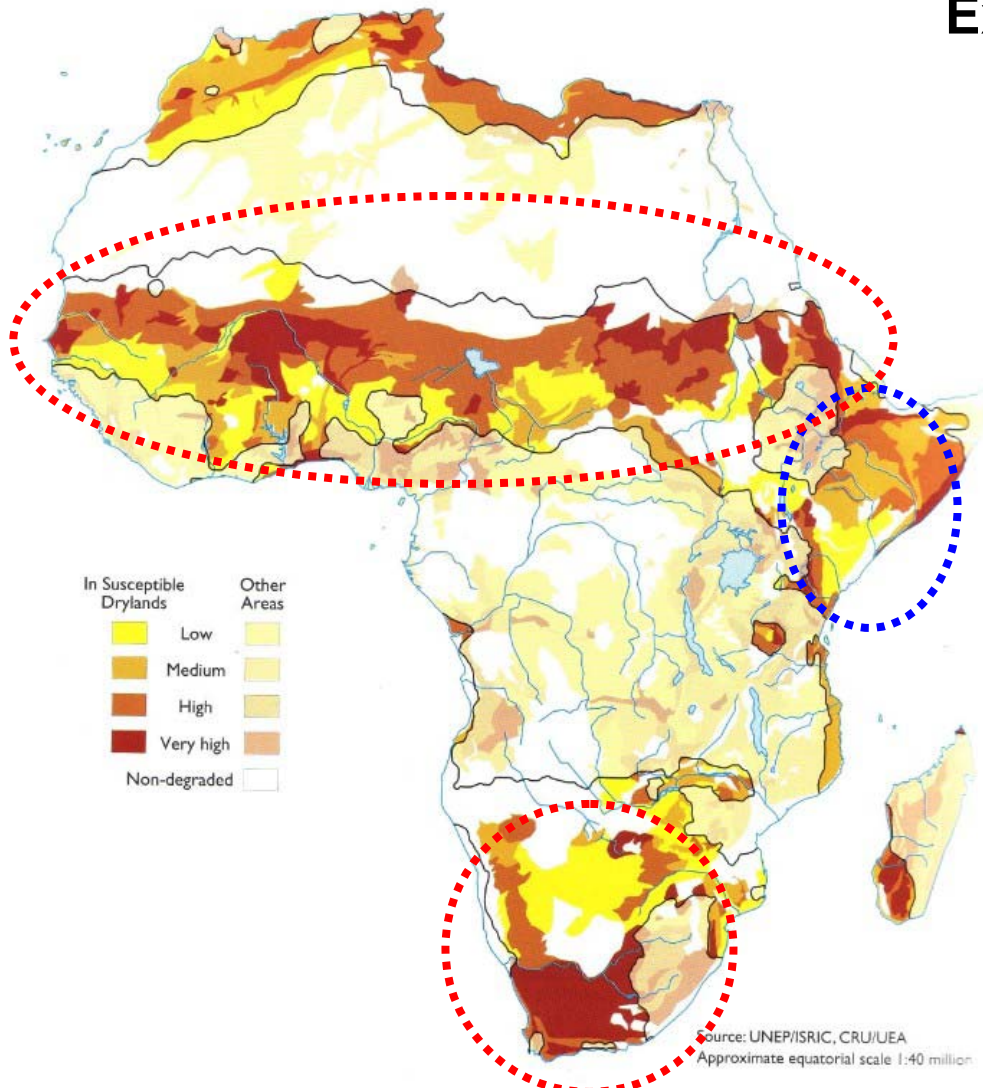 In Susceptible Drylands
Other Areas
Low
Medium
High
Very high
Non-degraded
Source: UNEP/ISRIC, CRU/UEA
Approximate equatorial scale 1:40 million